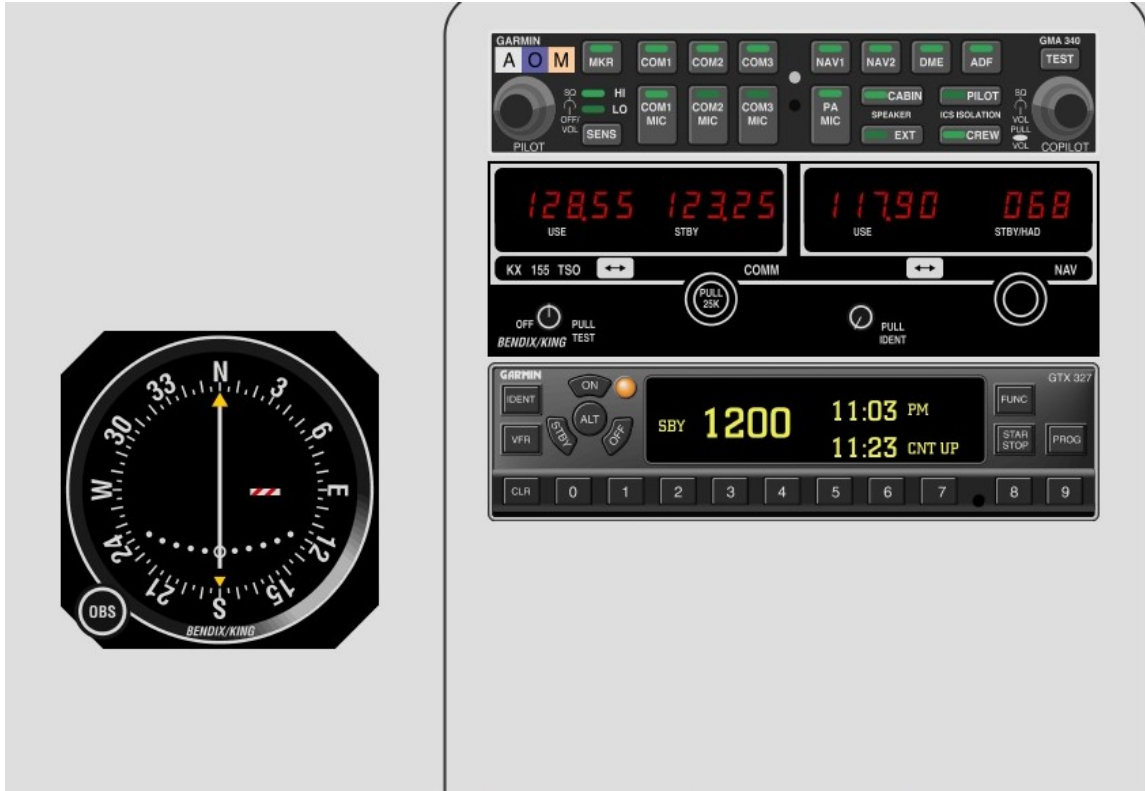 GARMIN GMA 340
A O M MKR COM1 COM2 COM3 NAV1 NAV2 DME ADF TEST
SQ HI CABIN PILOT SQ
OFF/ VOL LO COM1 MIC COM2 MIC COM3 MIC PA MIC SPEAKER ICS ISOLATION VOL PULL VOL
SENS EXT CREW
PILOT COPILOT
128.55 123.25 117.90 068
USE STBY USE STBY/HAD
KX 155 TSO COMM NAV
PULL 25K
OFF PULL TEST PULL IDENT
BENDIX/KING
GARMIN GTX 327
IDENT ON FUNC
VFR STBY ALT OFF SBY 1200 11:03 PM
11:23 CNT UP STAR STOP PROG
CLR 0 1 2 3 4 5 6 7 8 9
N 3 6 E 12 15 S 21 24 W 30 33
OBS
BENDIX/KING